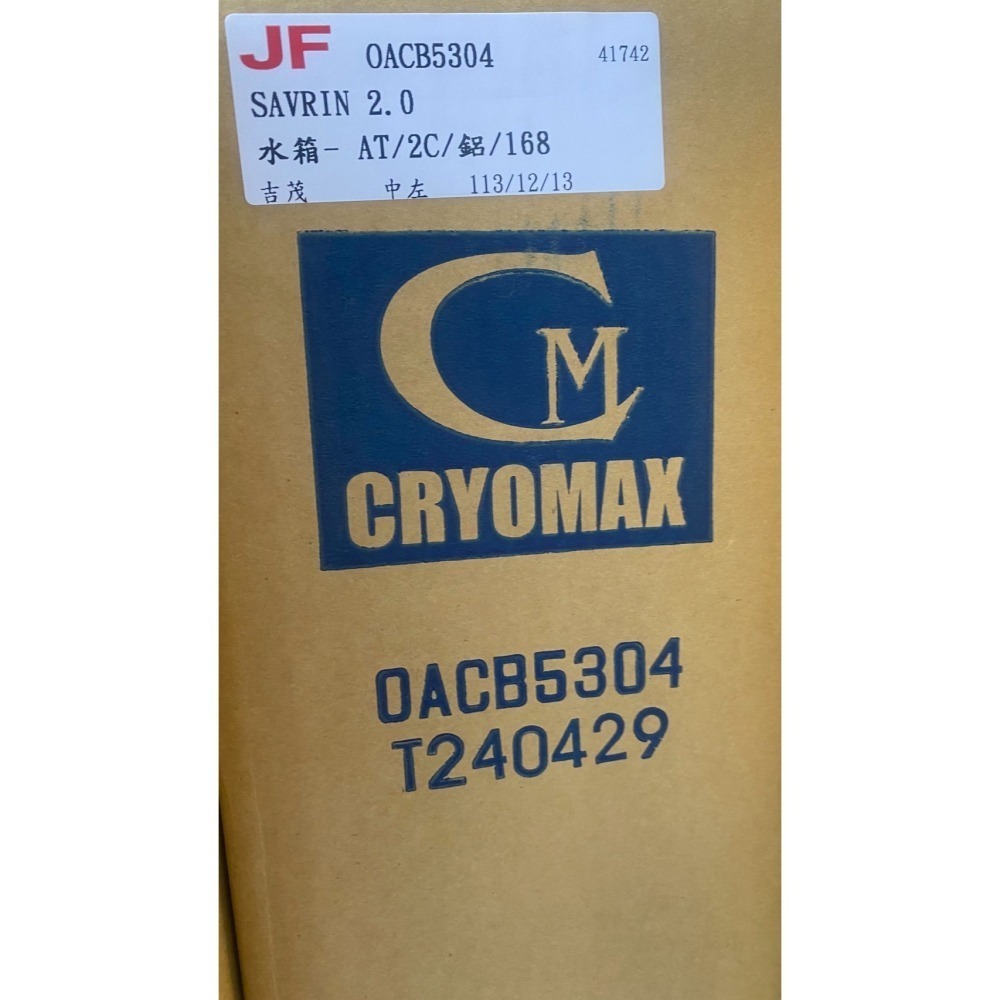 JF OACB5304 41742
SAVRIN 2.0
水箱- AT/2C/鋁/168
吉茂 中左 113/12/13
CM
CRYOMAX
OACB5304
T240429